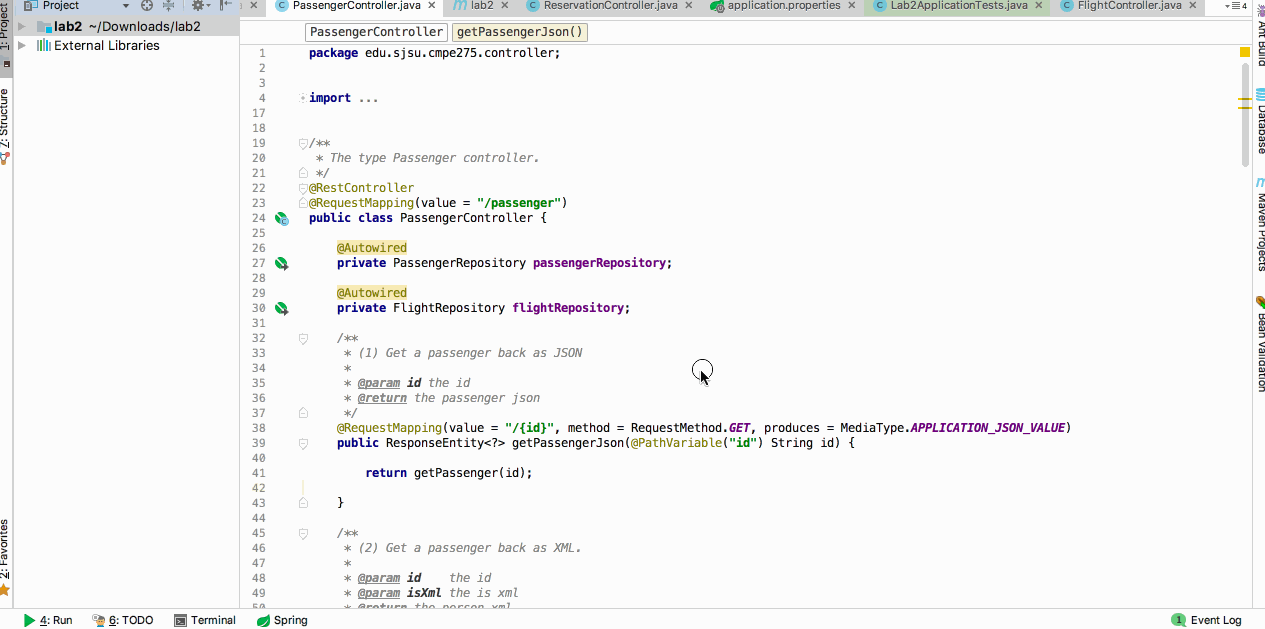 Project
PassengerController.java
lab2
ReservationController.java
application.properties
Lab2ApplicationTests.java
FlightController.java
4
1: Project
lab2 ~/Downloads/lab2
External Libraries
7: Structure
2: Favorites
PassengerController
getPassengerJson()
1 package edu.sjsu.cmpe275.controller;
2
3
4 import ...
17
18
19 /**
20 * The type Passenger controller.
21 */
22 @RestController
23 @RequestMapping(value = "/passenger")
24 public class PassengerController {
25
26 @Autowired
27 private PassengerRepository passengerRepository;
28
29 @Autowired
30 private FlightRepository flightRepository;
31
32 /**
33 * (1) Get a passenger back as JSON
34 *
35 * @param id the id
36 * @return the passenger json
37 */
38 @RequestMapping(value = "/{id}", method = RequestMethod.GET, produces = MediaType.APPLICATION_JSON_VALUE)
39 public ResponseEntity<?> getPassengerJson(@PathVariable("id") String id) {
40
41 return getPassenger(id);
42
43 }
44
45 /**
46 * (2) Get a passenger back as XML.
47 *
48 * @param id the id
49 * @param isXml the is xml
50 * @return the person xml
Ant Build
Database
Maven Projects
Bean Validation
4: Run
6: TODO
Terminal
Spring
1 Event Log